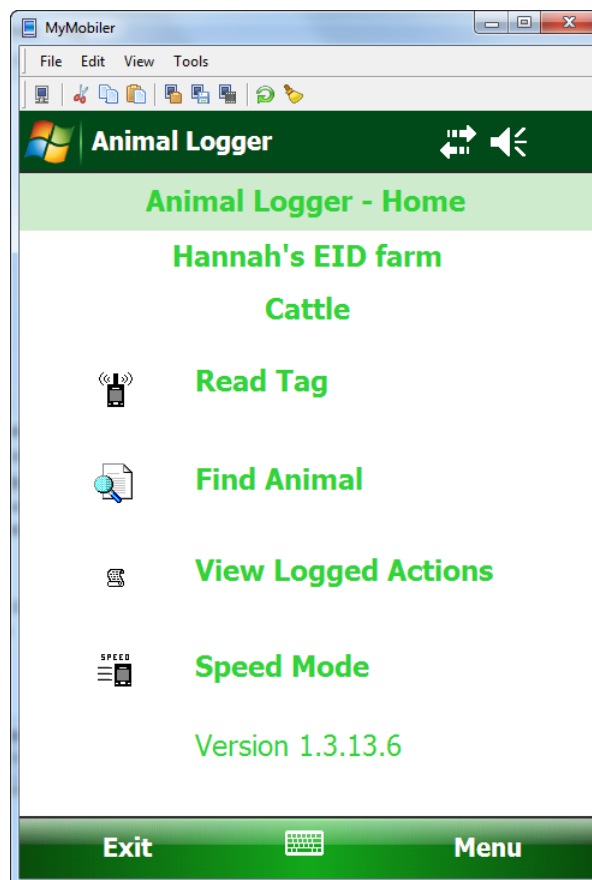 MyMobiler
File Edit View Tools
Animal Logger
Animal Logger - Home
Hannah's EID farm
Cattle
Read Tag
Find Animal
View Logged Actions
SPEED
Speed Mode
Version 1.3.13.6
Exit Menu